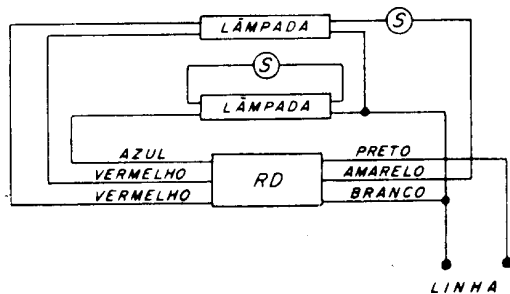 LÂMPADA S
S
LÂMPADA
AZUL PRETO
VERMELHO RD AMARELO
VERMELHO BRANCO
LINHA